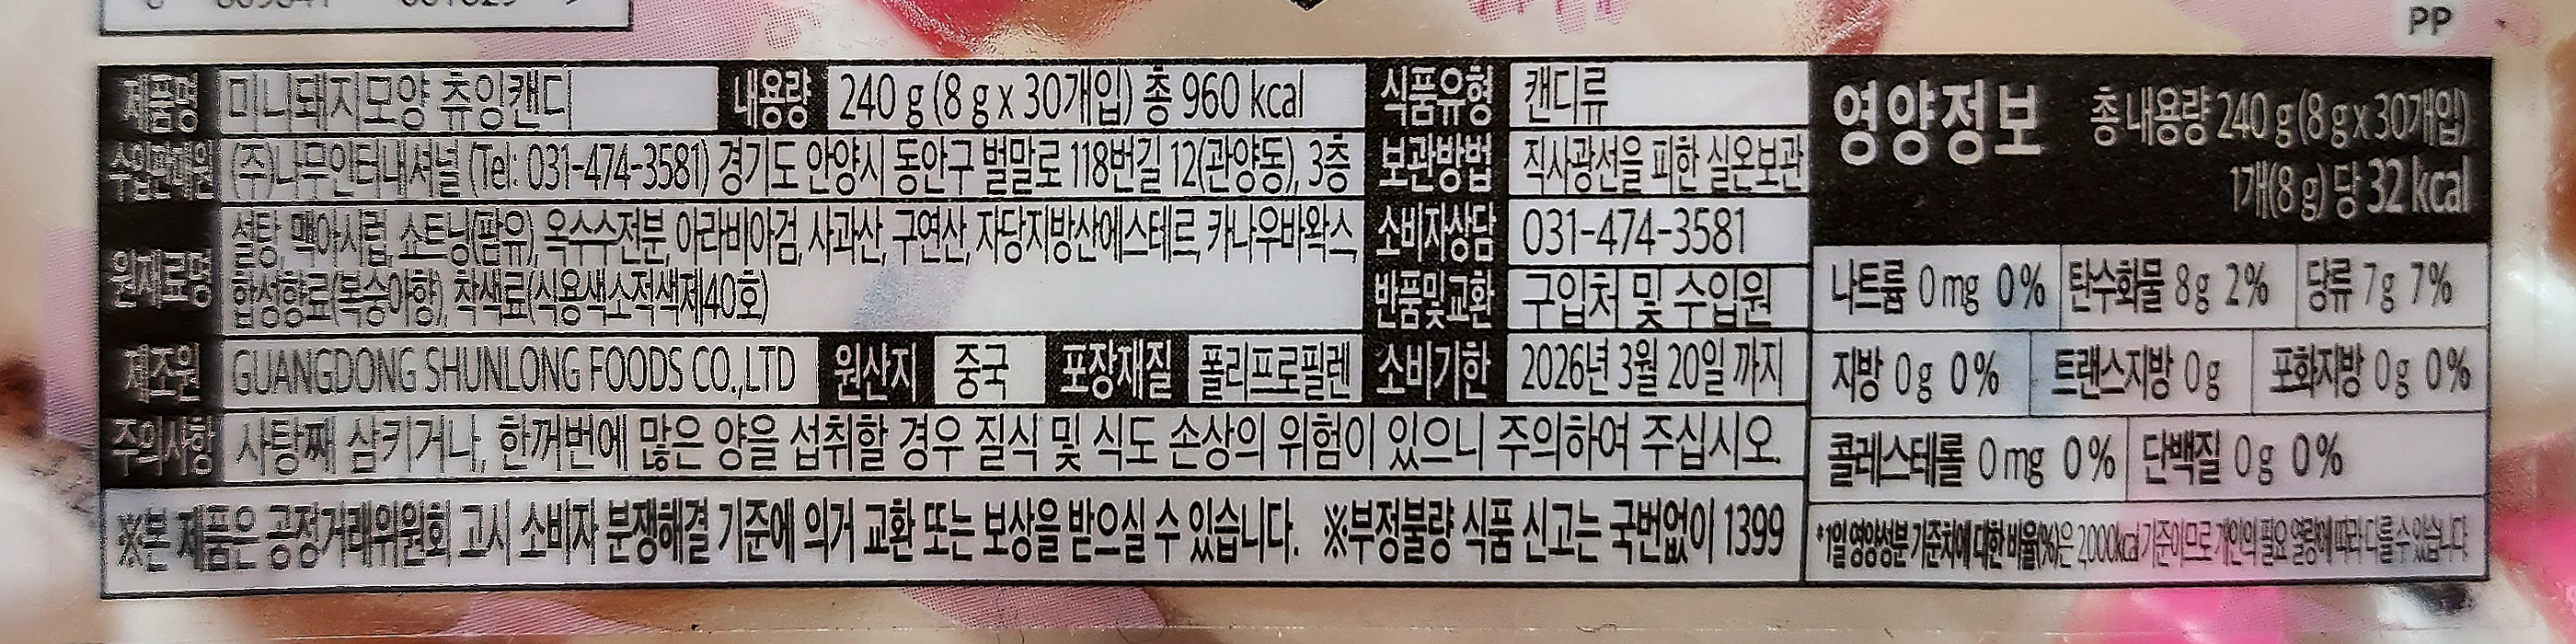 PP
제품명 미니돼지모양 츄잉캔디 내용량 240 g (8 g x 30개입) 총 960 kcal 식품유형 캔디류
수입판매원 (주)나무인터내셔널 (Tel: 031-474-3581) 경기도 안양시 동안구 벌말로 118번길 12(관양동), 3층 보관방법 직사광선을 피한 실온보관
원재료명 설탕, 맥아시럽, 쇼트닝(팜유), 옥수수전분, 아라비아검, 사과산, 구연산, 자당지방산에스테르, 카나우바왁스,
합성향료(복숭아향), 착색료(식용색소적색제40호)
소비자상담 031-474-3581
반품및교환 구입처 및 수입원
제조원 GUANGDONG SHUNLONG FOODS CO.,LTD 원산지 중국 포장재질 폴리프로필렌 소비기한 2026년 3월 20일 까지
주의사항 사탕째 삼키거나, 한꺼번에 많은 양을 섭취할 경우 질식 및 식도 손상의 위험이 있으니 주의하여 주십시오.
※본 제품은 공정거래위원회 고시 소비자 분쟁해결 기준에 의거 교환 또는 보상을 받으실 수 있습니다. ※부정불량 식품 신고는 국번없이 1399
영양정보 총 내용량 240 g (8 g x 30개입)
1개(8 g) 당 32 kcal
나트륨 0 mg 0% 탄수화물 8 g 2% 당류 7 g 7%
지방 0 g 0% 트랜스지방 0 g 포화지방 0 g 0%
콜레스테롤 0 mg 0% 단백질 0 g 0%
*1일 영양성분 기준치에 대한 비율(%)은 2,000kcal 기준이므로 개인의 필요 열량에 따라 다를 수 있습니다.